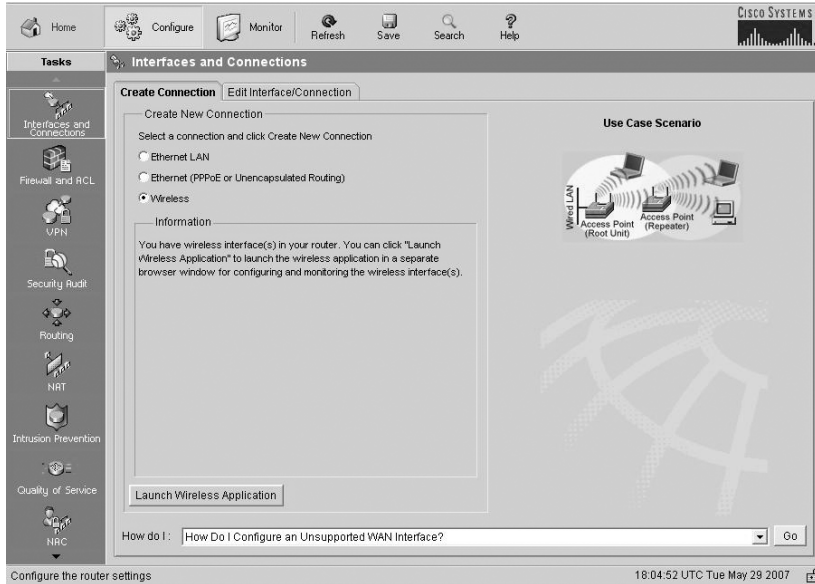 Home
Configure
Monitor
Refresh
Save
Search
Help
CISCO SYSTEMS
Tasks
Interfaces and Connections
Interfaces and
Connections
Firewall and ACL
VPN
Security Audit
Routing
NAT
Intrusion Prevention
Quality of Service
NAC
Create Connection
Edit Interface/Connection
Create New Connection
Select a connection and click Create New Connection
Ethernet LAN
Ethernet (PPPoE or Unencapsulated Routing)
Wireless
Information
You have wireless interface(s) in your router. You can click "Launch
Wireless Application" to launch the wireless application in a separate
browser window for configuring and monitoring the wireless interface(s).
Launch Wireless Application
Use Case Scenario
Wired LAN
Access Point
(Root Unit)
Access Point
(Repeater)
How do I :
How Do I Configure an Unsupported WAN Interface?
Go
Configure the router settings
18:04:52 UTC Tue May 29 2007